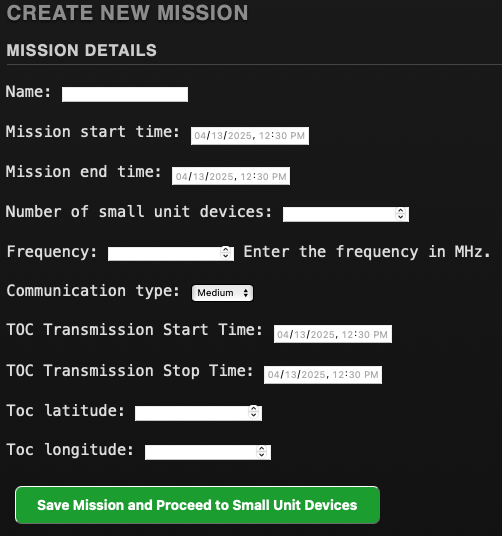 CREATE NEW MISSION
MISSION DETAILS
Name:
Mission start time: 04/13/2025, 12:30 PM
Mission end time: 04/13/2025, 12:30 PM
Number of small unit devices:
Frequency: Enter the frequency in MHz.
Communication type: Medium
TOC Transmission Start Time: 04/13/2025, 12:30 PM
TOC Transmission Stop Time: 04/13/2025, 12:30 PM
Toc latitude:
Toc longitude:
Save Mission and Proceed to Small Unit Devices